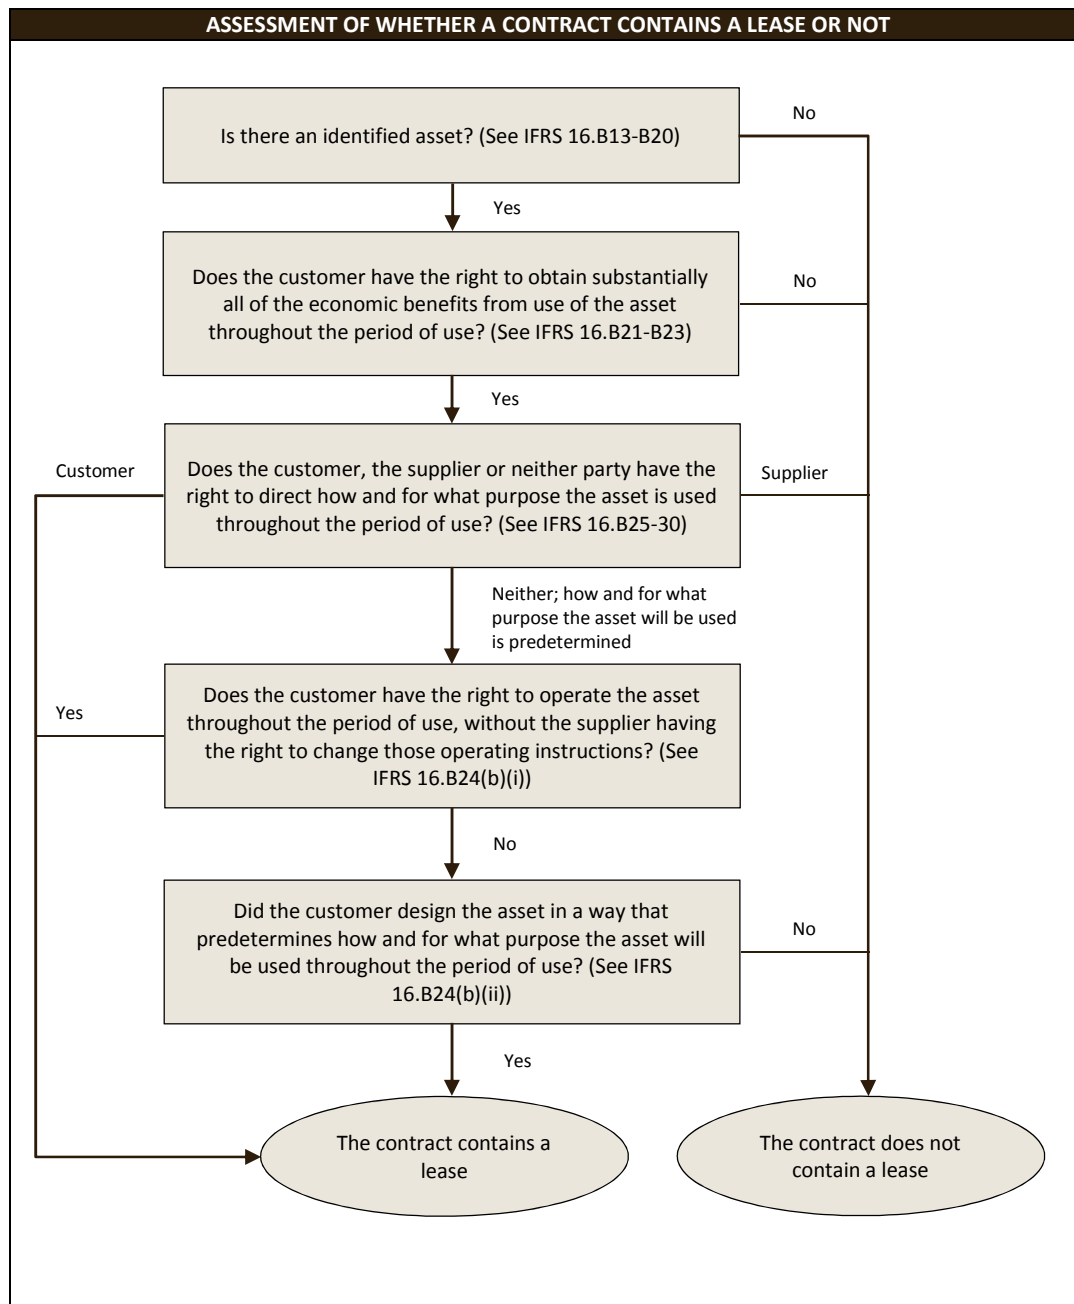 ASSESSMENT OF WHETHER A CONTRACT CONTAINS A LEASE OR NOT
Is there an identified asset? (See IFRS 16.B13-B20)
No
Yes
Does the customer have the right to obtain substantially
all of the economic benefits from use of the asset
throughout the period of use? (See IFRS 16.B21-B23)
No
Yes
Customer
Does the customer, the supplier or neither party have the
right to direct how and for what purpose the asset is used
throughout the period of use? (See IFRS 16.B25-30)
Supplier
Neither; how and for what
purpose the asset will be used
is predetermined
Yes
Does the customer have the right to operate the asset
throughout the period of use, without the supplier having
the right to change those operating instructions? (See
IFRS 16.B24(b)(i))
No
Did the customer design the asset in a way that
predetermines how and for what purpose the asset will
be used throughout the period of use? (See IFRS
16.B24(b)(ii))
No
Yes
The contract contains a
lease
The contract does not
contain a lease